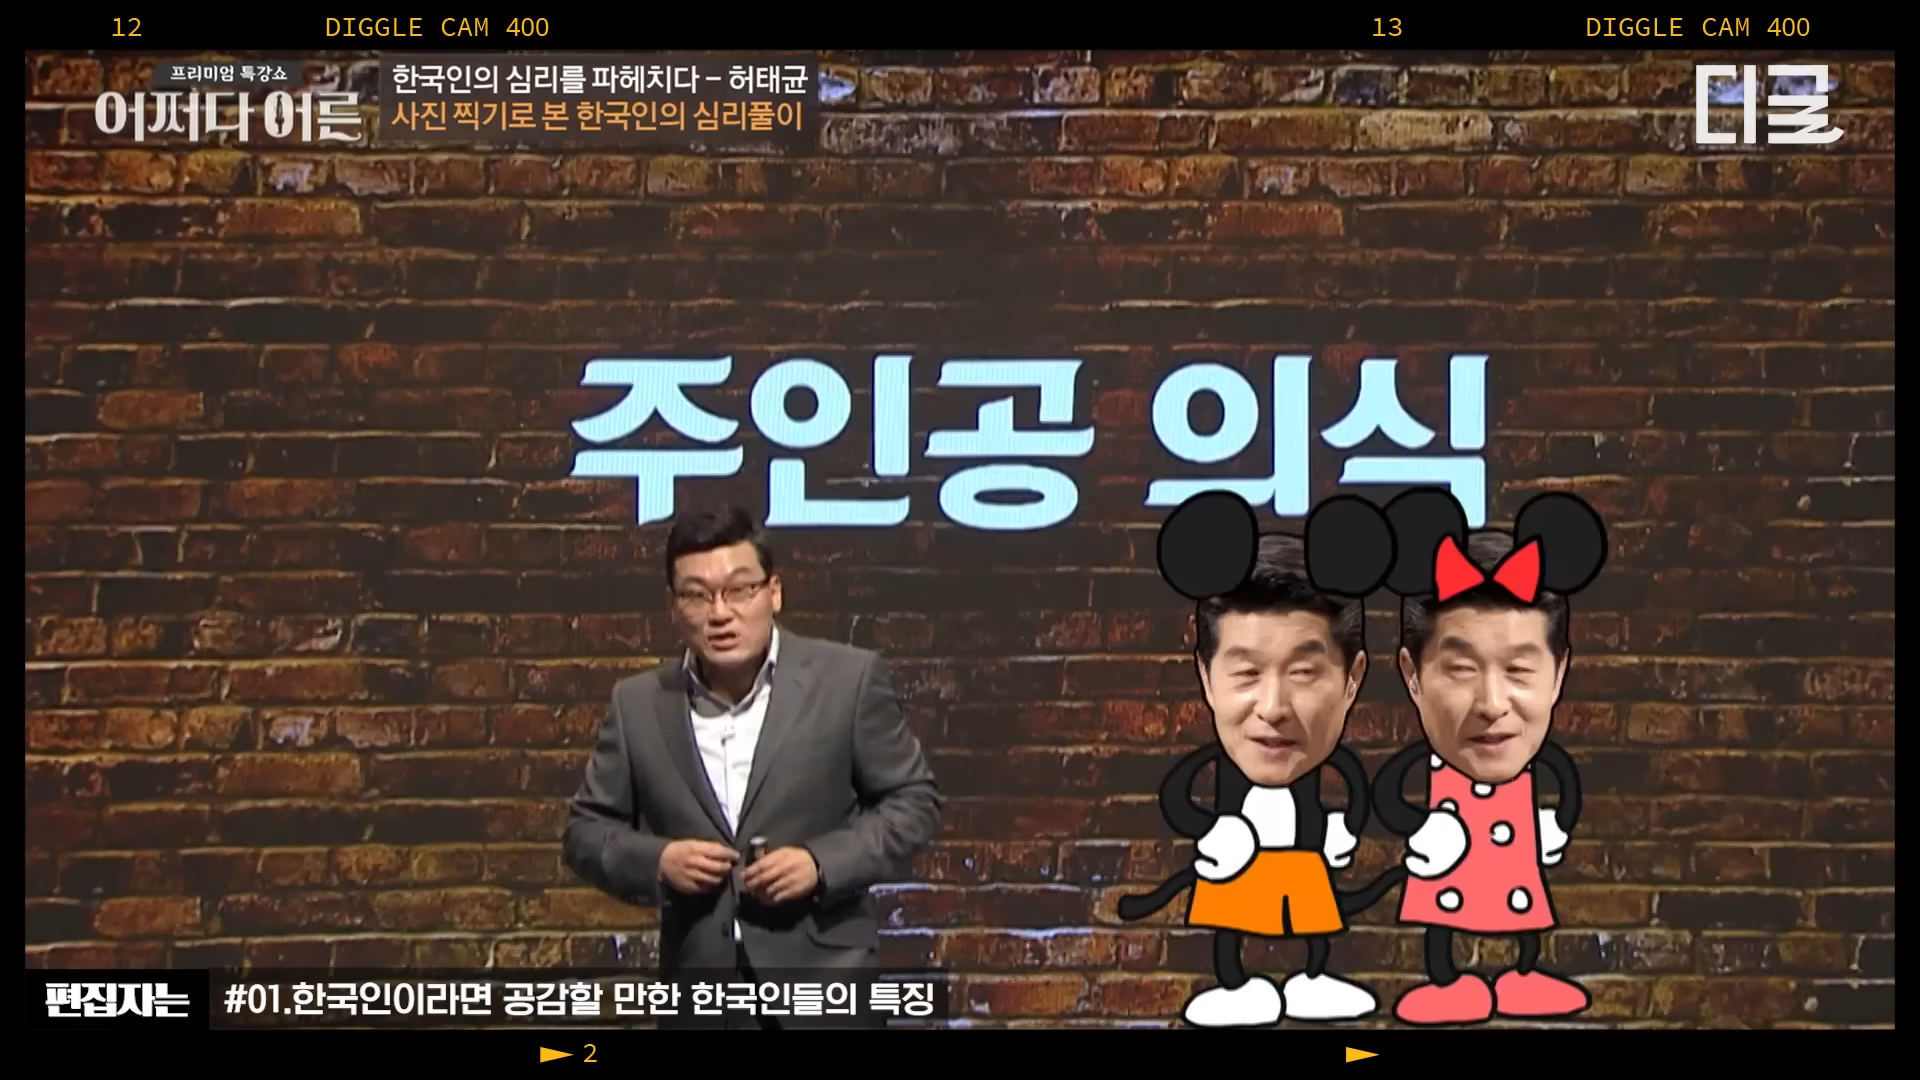 12 DIGGLE CAM 400 13 DIGGLE CAM 400
프리미엄 특강쇼
어쩌다 어른
한국인의 심리를 파헤치다 – 허태균
사진 찍기로 본 한국인의 심리풀이
디글
주인공 의식
편집자는
#01.한국인이라면 공감할 만한 한국인들의 특징
2